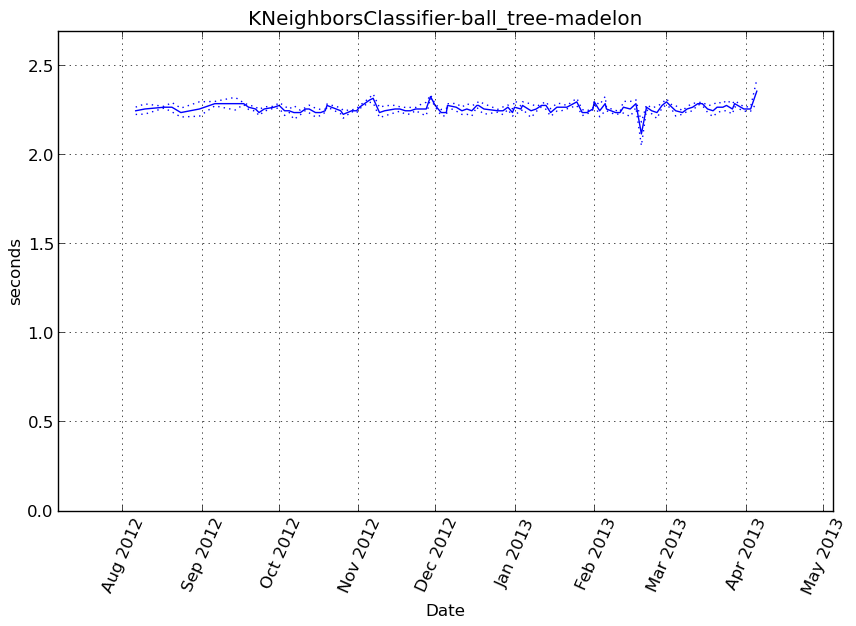 KNeighborsClassifier-ball_tree-madelon
2.5
2.0
1.5
1.0
0.5
0.0
seconds
Aug 2012
Sep 2012
Oct 2012
Nov 2012
Dec 2012
Jan 2013
Feb 2013
Mar 2013
Apr 2013
May 2013
Date